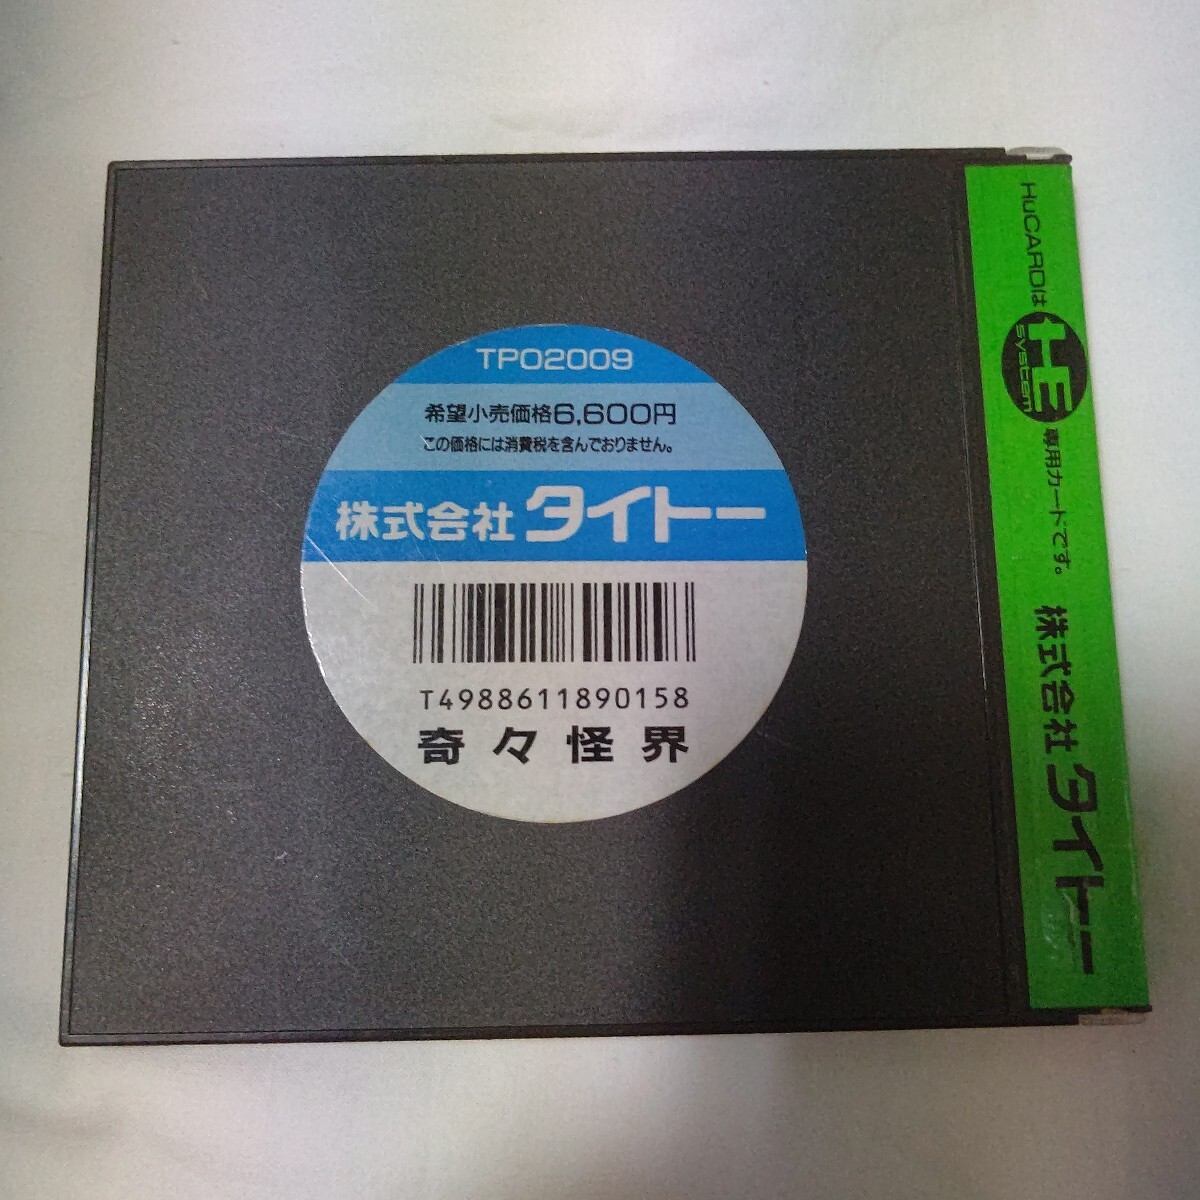 TP02009
希望小売価格6,600円
この価格には消費税を含んでおりません。
株式会社 タイトー
T4988611890158
奇々怪界
HuCARDは HE system 専用カードです。 株式会社 タイトー